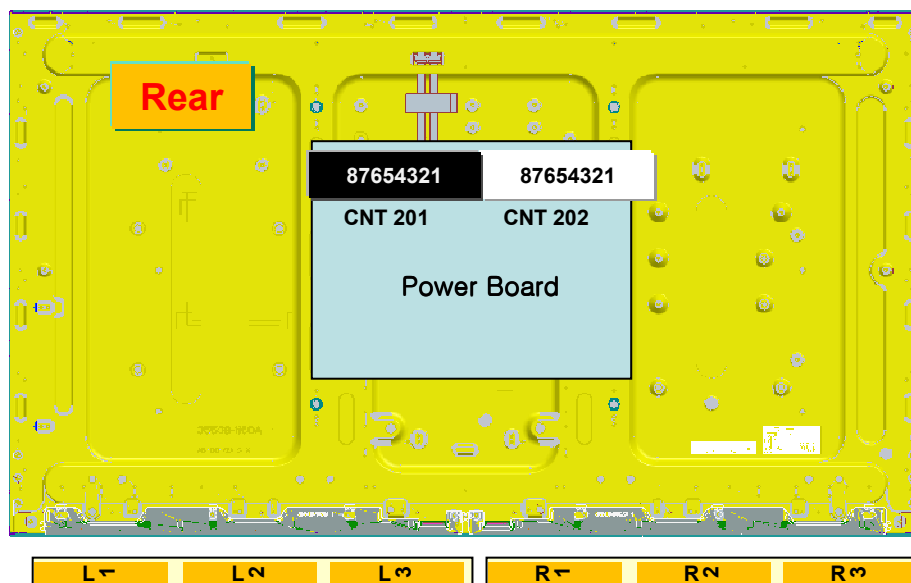 Rear
87654321 87654321
CNT 201 CNT 202
Power Board
L1 L2 L3 R1 R2 R3